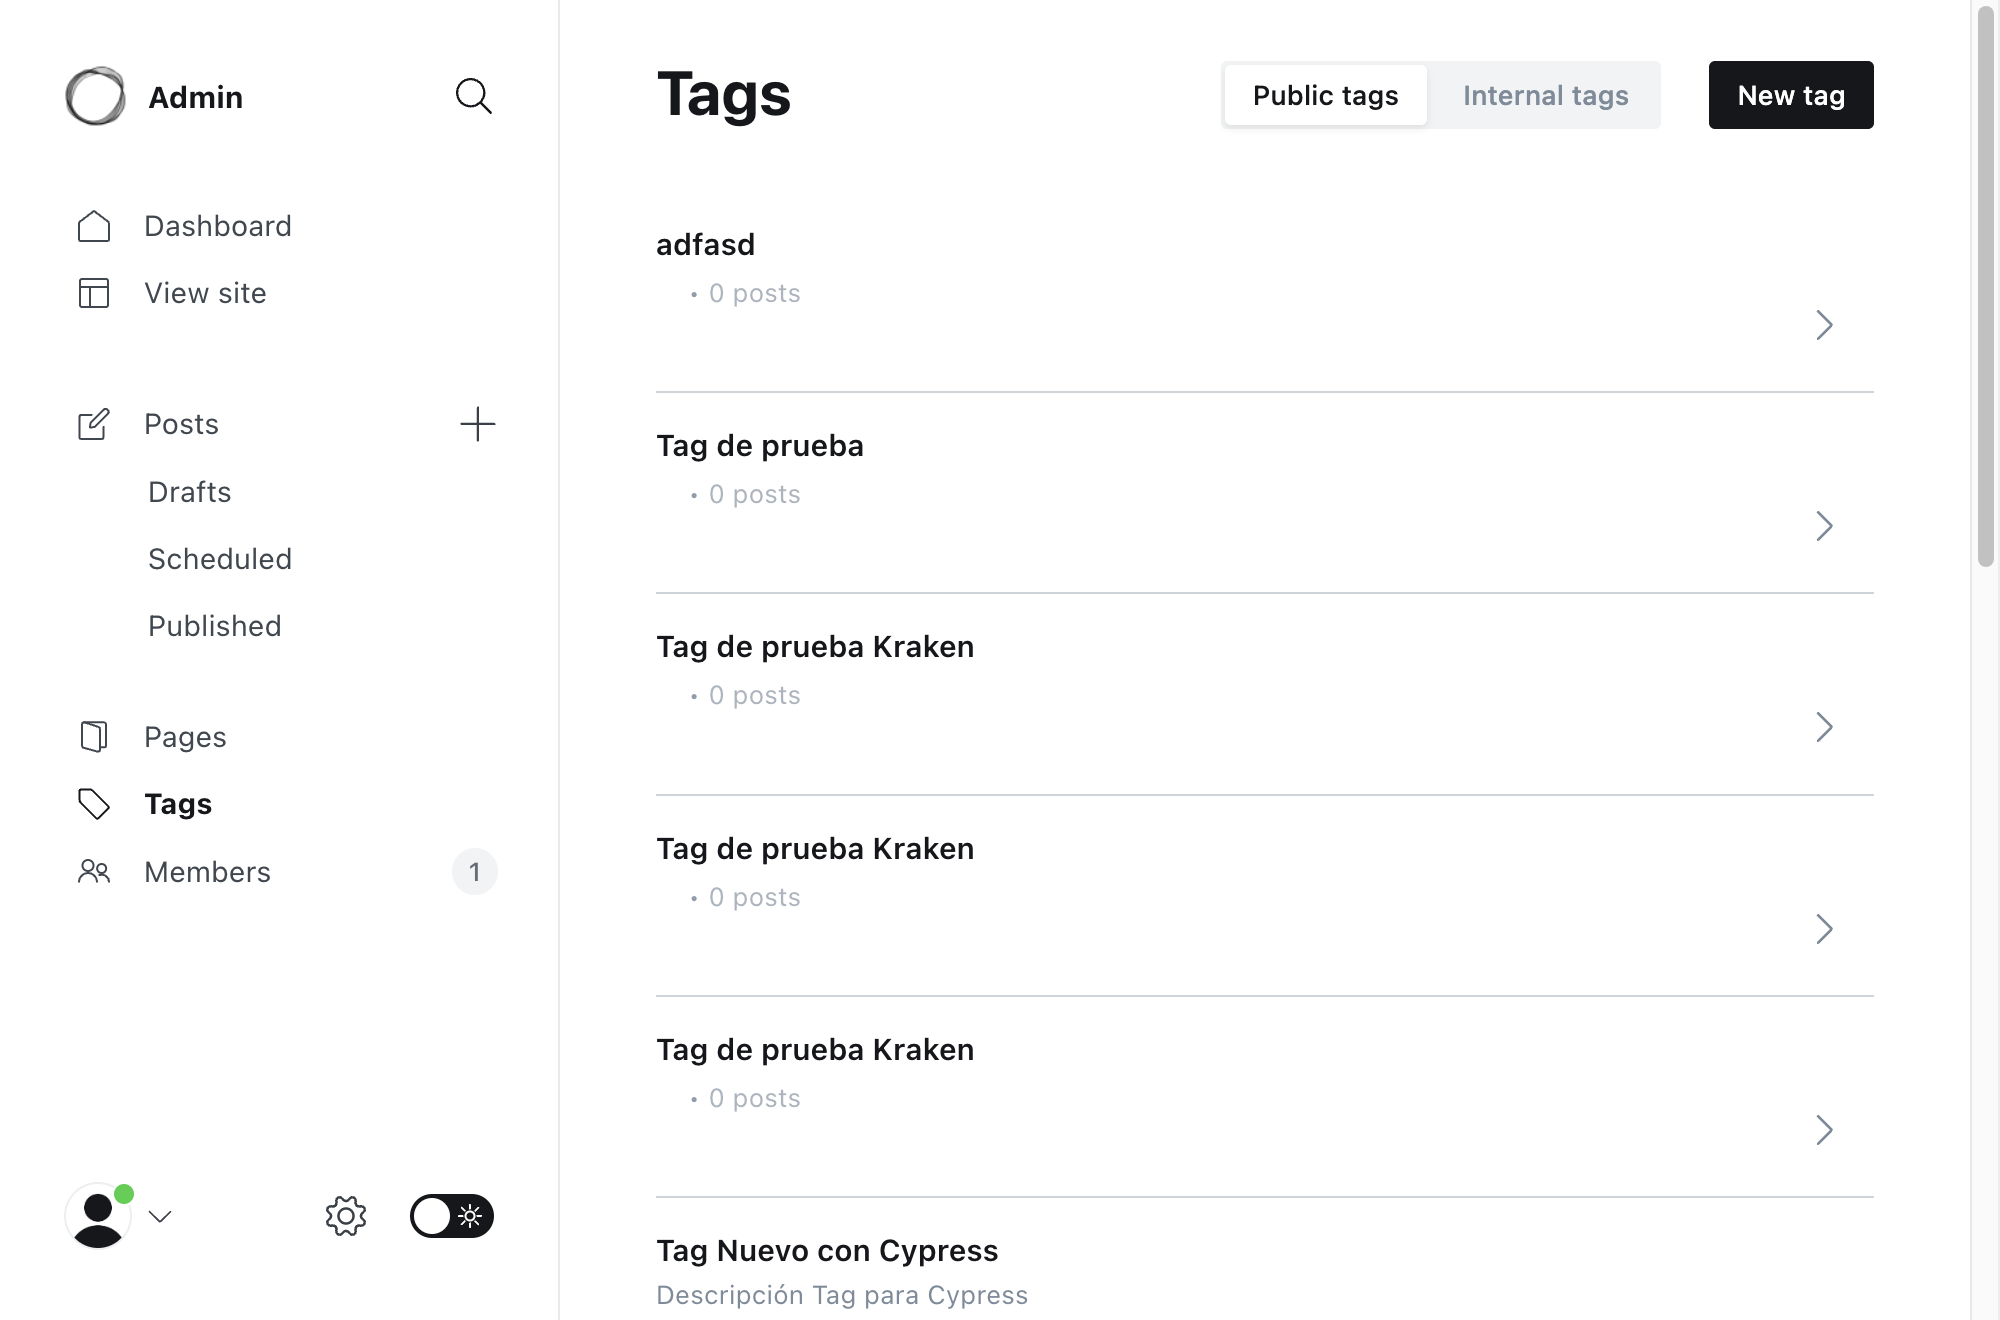 Admin
Dashboard
View site
Posts
Drafts
Scheduled
Published
Pages
Tags
Members 1
Tags
Public tags Internal tags New tag
adfasd
• 0 posts
Tag de prueba
• 0 posts
Tag de prueba Kraken
• 0 posts
Tag de prueba Kraken
• 0 posts
Tag de prueba Kraken
• 0 posts
Tag Nuevo con Cypress
Descripción Tag para Cypress